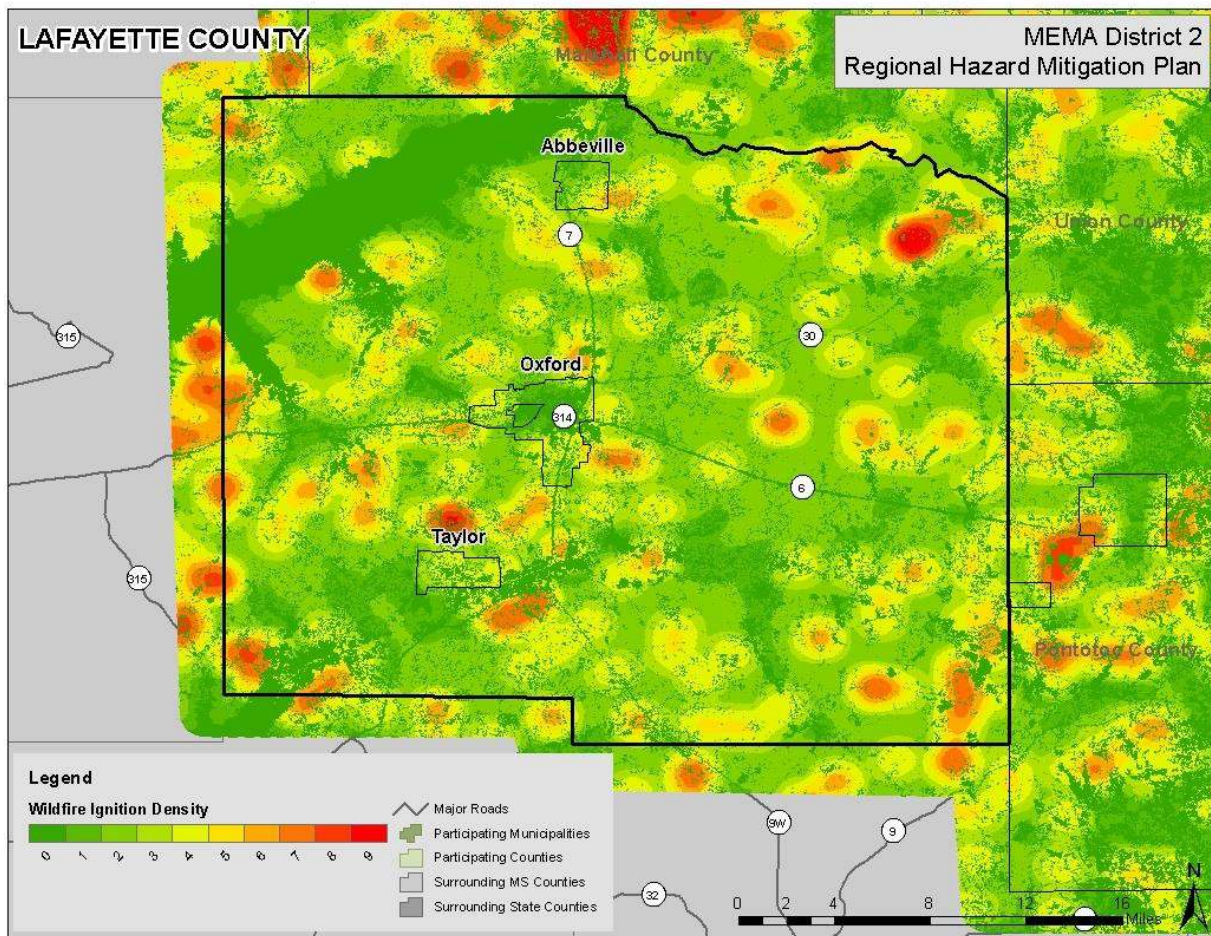 LAFAYETTE COUNTY
MEMA District 2
Regional Hazard Mitigation Plan
Marshall County
Abbeville
Union County
7
315
30
Oxford
314
6
Taylor
315
Pontotoc County
Legend
Wildfire Ignition Density
0 1 2 3 4 5 6 7 8 9
Major Roads
Participating Municipalities
Participating Counties
Surrounding MS Counties
Surrounding State Counties
9W
9
32
N
0 2 4 8 12 16
Miles